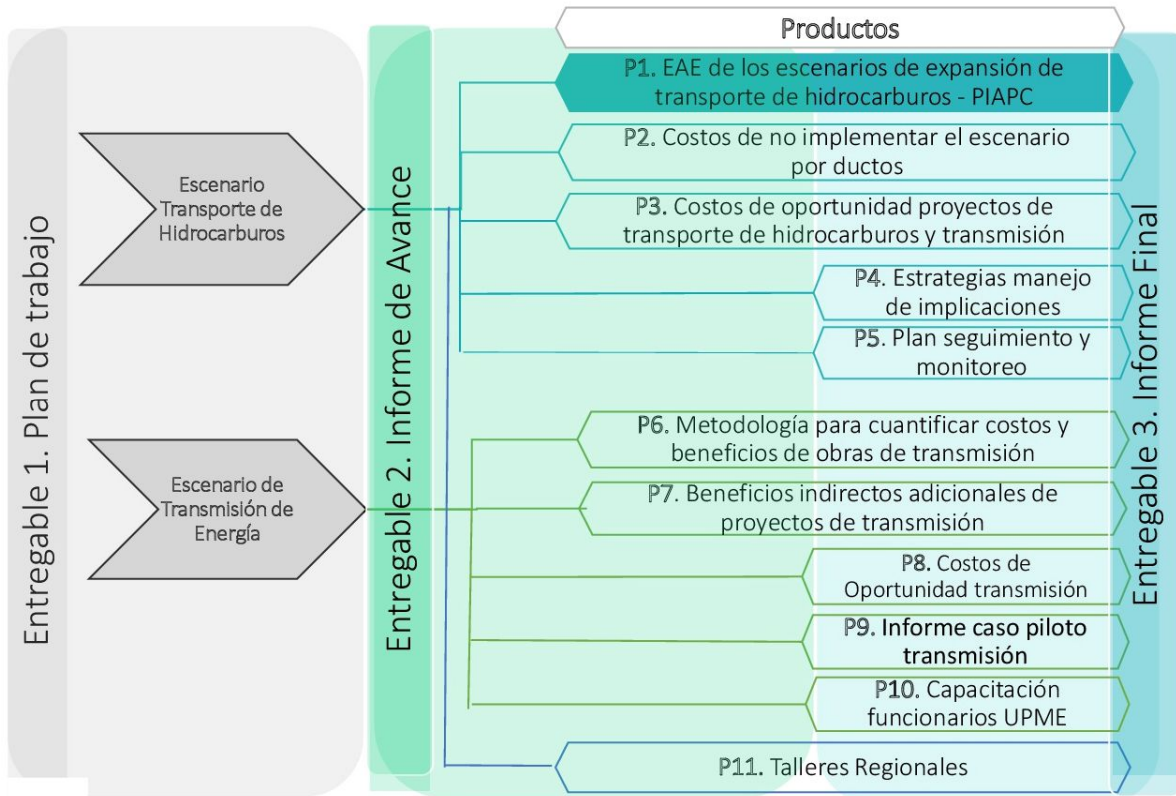 Entregable 1. Plan de trabajo
Escenario
Transporte de
Hidrocarburos
Escenario de
Transmisión de
Energía
Entregable 2. Informe de Avance
Productos
P1. EAE de los escenarios de expansión de
transporte de hidrocarburos - PIAPC
P2. Costos de no implementar el escenario
por ductos
P3. Costos de oportunidad proyectos de
transporte de hidrocarburos y transmisión
P4. Estrategias manejo
de implicaciones
P5. Plan seguimiento y
monitoreo
P6. Metodología para cuantificar costos y
beneficios de obras de transmisión
P7. Beneficios indirectos adicionales de
proyectos de transmisión
P8. Costos de
Oportunidad transmisión
P9. Informe caso piloto
transmisión
P10. Capacitación
funcionarios UPME
P11. Talleres Regionales
Entregable 3. Informe Final